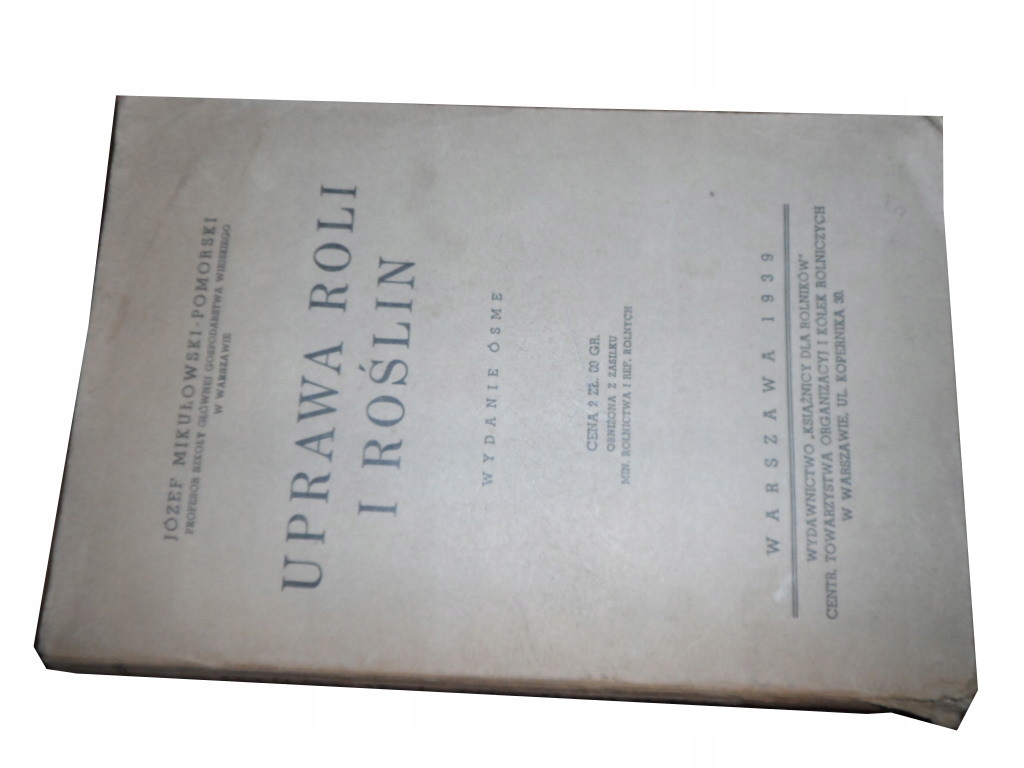 JÓZEF MIKUŁOWSKI-POMORSKI
PROFESOR SZKOŁY GŁÓWNEJ GOSPODARSTWA WIEJSKIEGO
W WARSZAWIE
UPRAWA ROLI
I ROŚLIN
WYDANIE ÓSME
CENA 2 ZŁ. GR.
OBNIŻONA Z ZASIŁKU
MIN. ROLNICTWA I REF. ROLNYCH
WARSZAWA 1939
WYDAWNICTWO „KSIĄŻNICY DLA ROLNIKÓW"
CENTR. TOWARZYSTWA ORGANIZACYJ I KÓŁEK ROLNICZYCH
W WARSZAWIE, UL. KOPERNIKA 30.